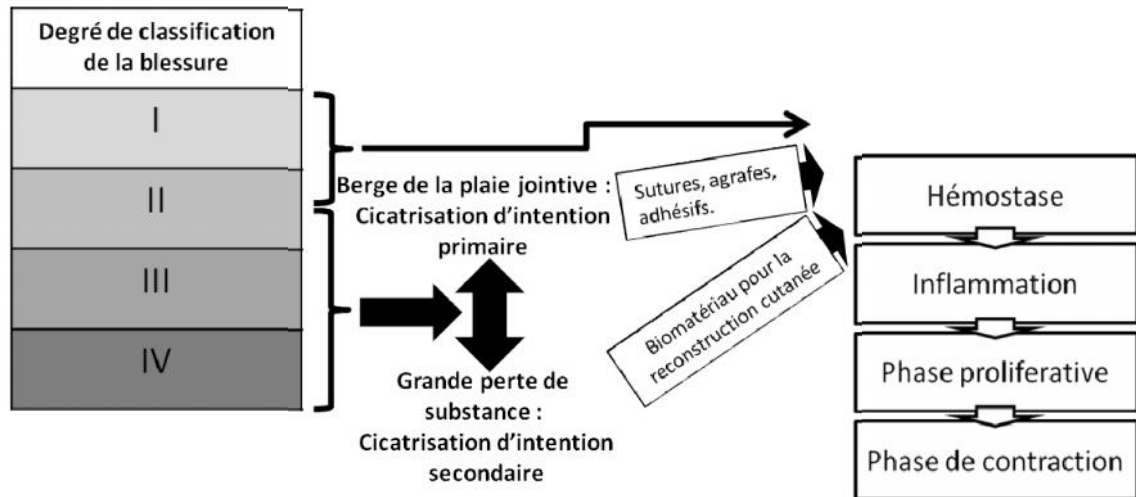 Degré de classification
de la blessure
I
II
III
IV
Berge de la plaie jointive :
Cicatrisation d'intention
primaire
Grande perte de
substance :
Cicatrisation d'intention
secondaire
Sutures, agrafes,
adhésifs.
Biomatériau pour la
reconstruction cutanée
Hémostase
Inflammation
Phase proliferative
Phase de contraction